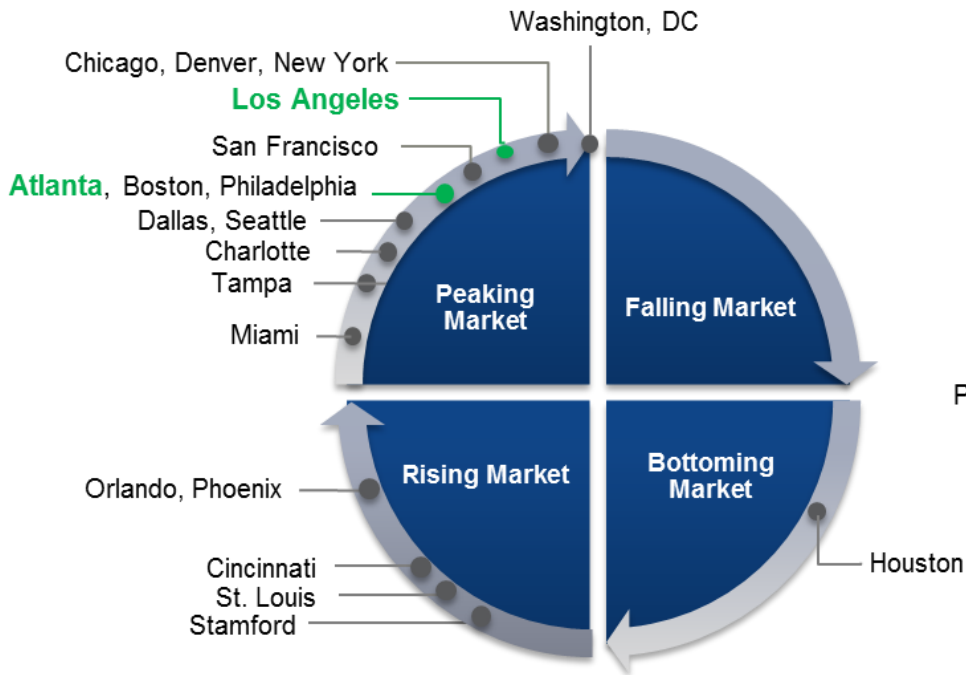 Washington, DC
Chicago, Denver, New York
Los Angeles
San Francisco
Atlanta, Boston, Philadelphia
Dallas, Seattle
Charlotte
Tampa
Miami
Peaking
Market
Falling Market
P
Rising Market
Bottoming
Market
Orlando, Phoenix
Houston
Cincinnati
St. Louis
Stamford